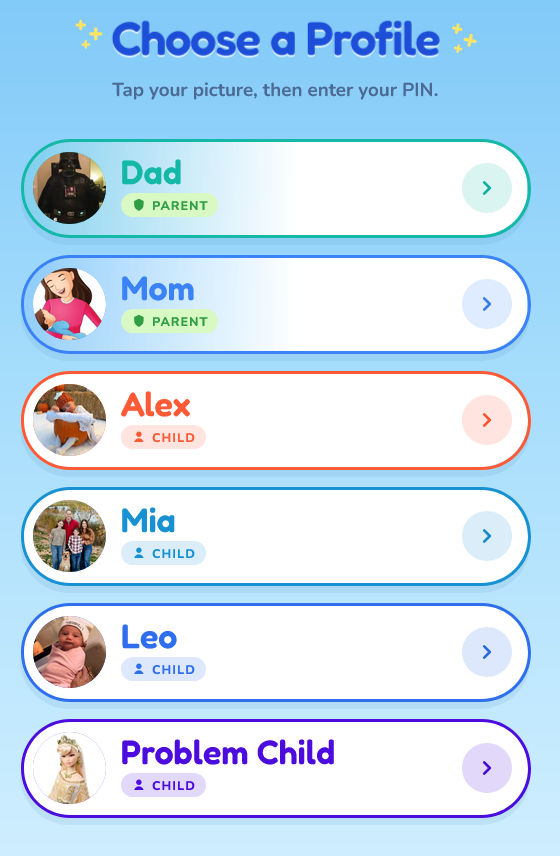 Choose a Profile
Tap your picture, then enter your PIN.
Dad
PARENT
Mom
PARENT
Alex
CHILD
Mia
CHILD
Leo
CHILD
Problem Child
CHILD